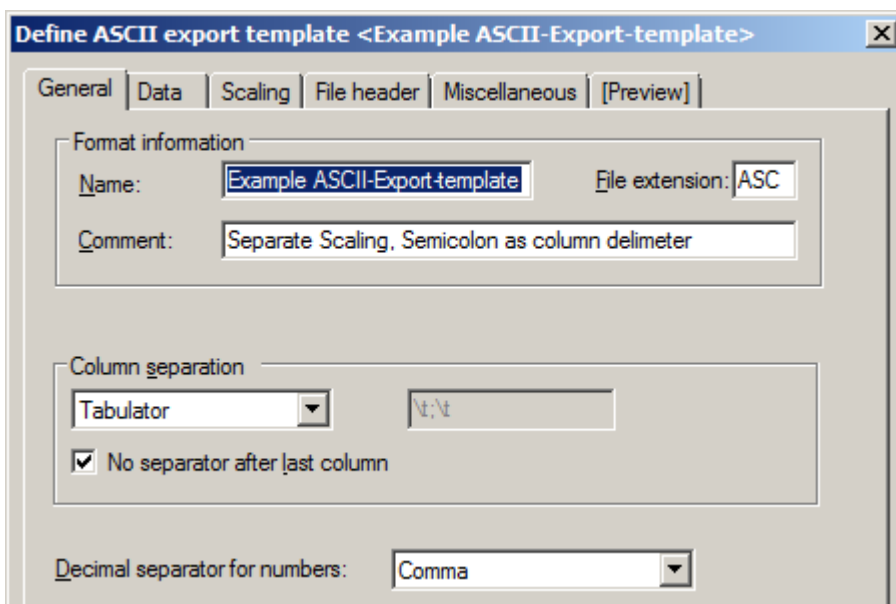 Define ASCII export template <Example ASCII-Export-template>
General Data Scaling File header Miscellaneous [Preview]
Format information
Name: Example ASCII-Export-template File extension: ASC
Comment: Separate Scaling, Semicolon as column delimeter
Column separation
Tabulator \t;\t
No separator after last column
Decimal separator for numbers: Comma